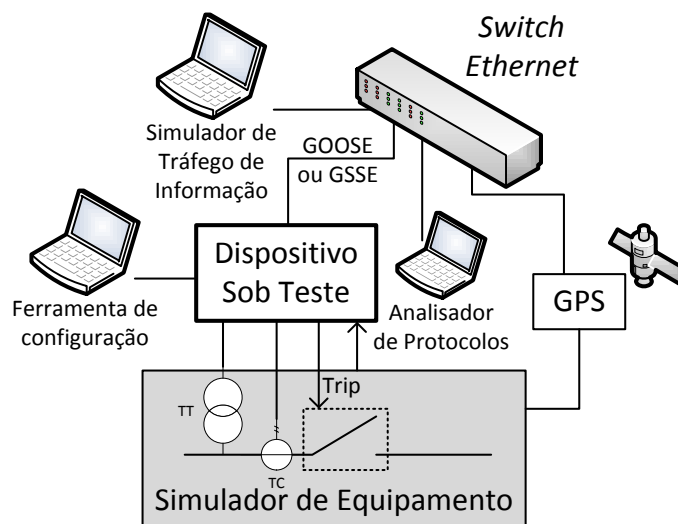 Switch
Ethernet
Simulador de
Tráfego de
Informação
GOOSE
ou GSSE
Ferramenta de
configuração
Dispositivo
Sob Teste
Analisador
de Protocolos
GPS
Trip
TT
TC
Simulador de Equipamento